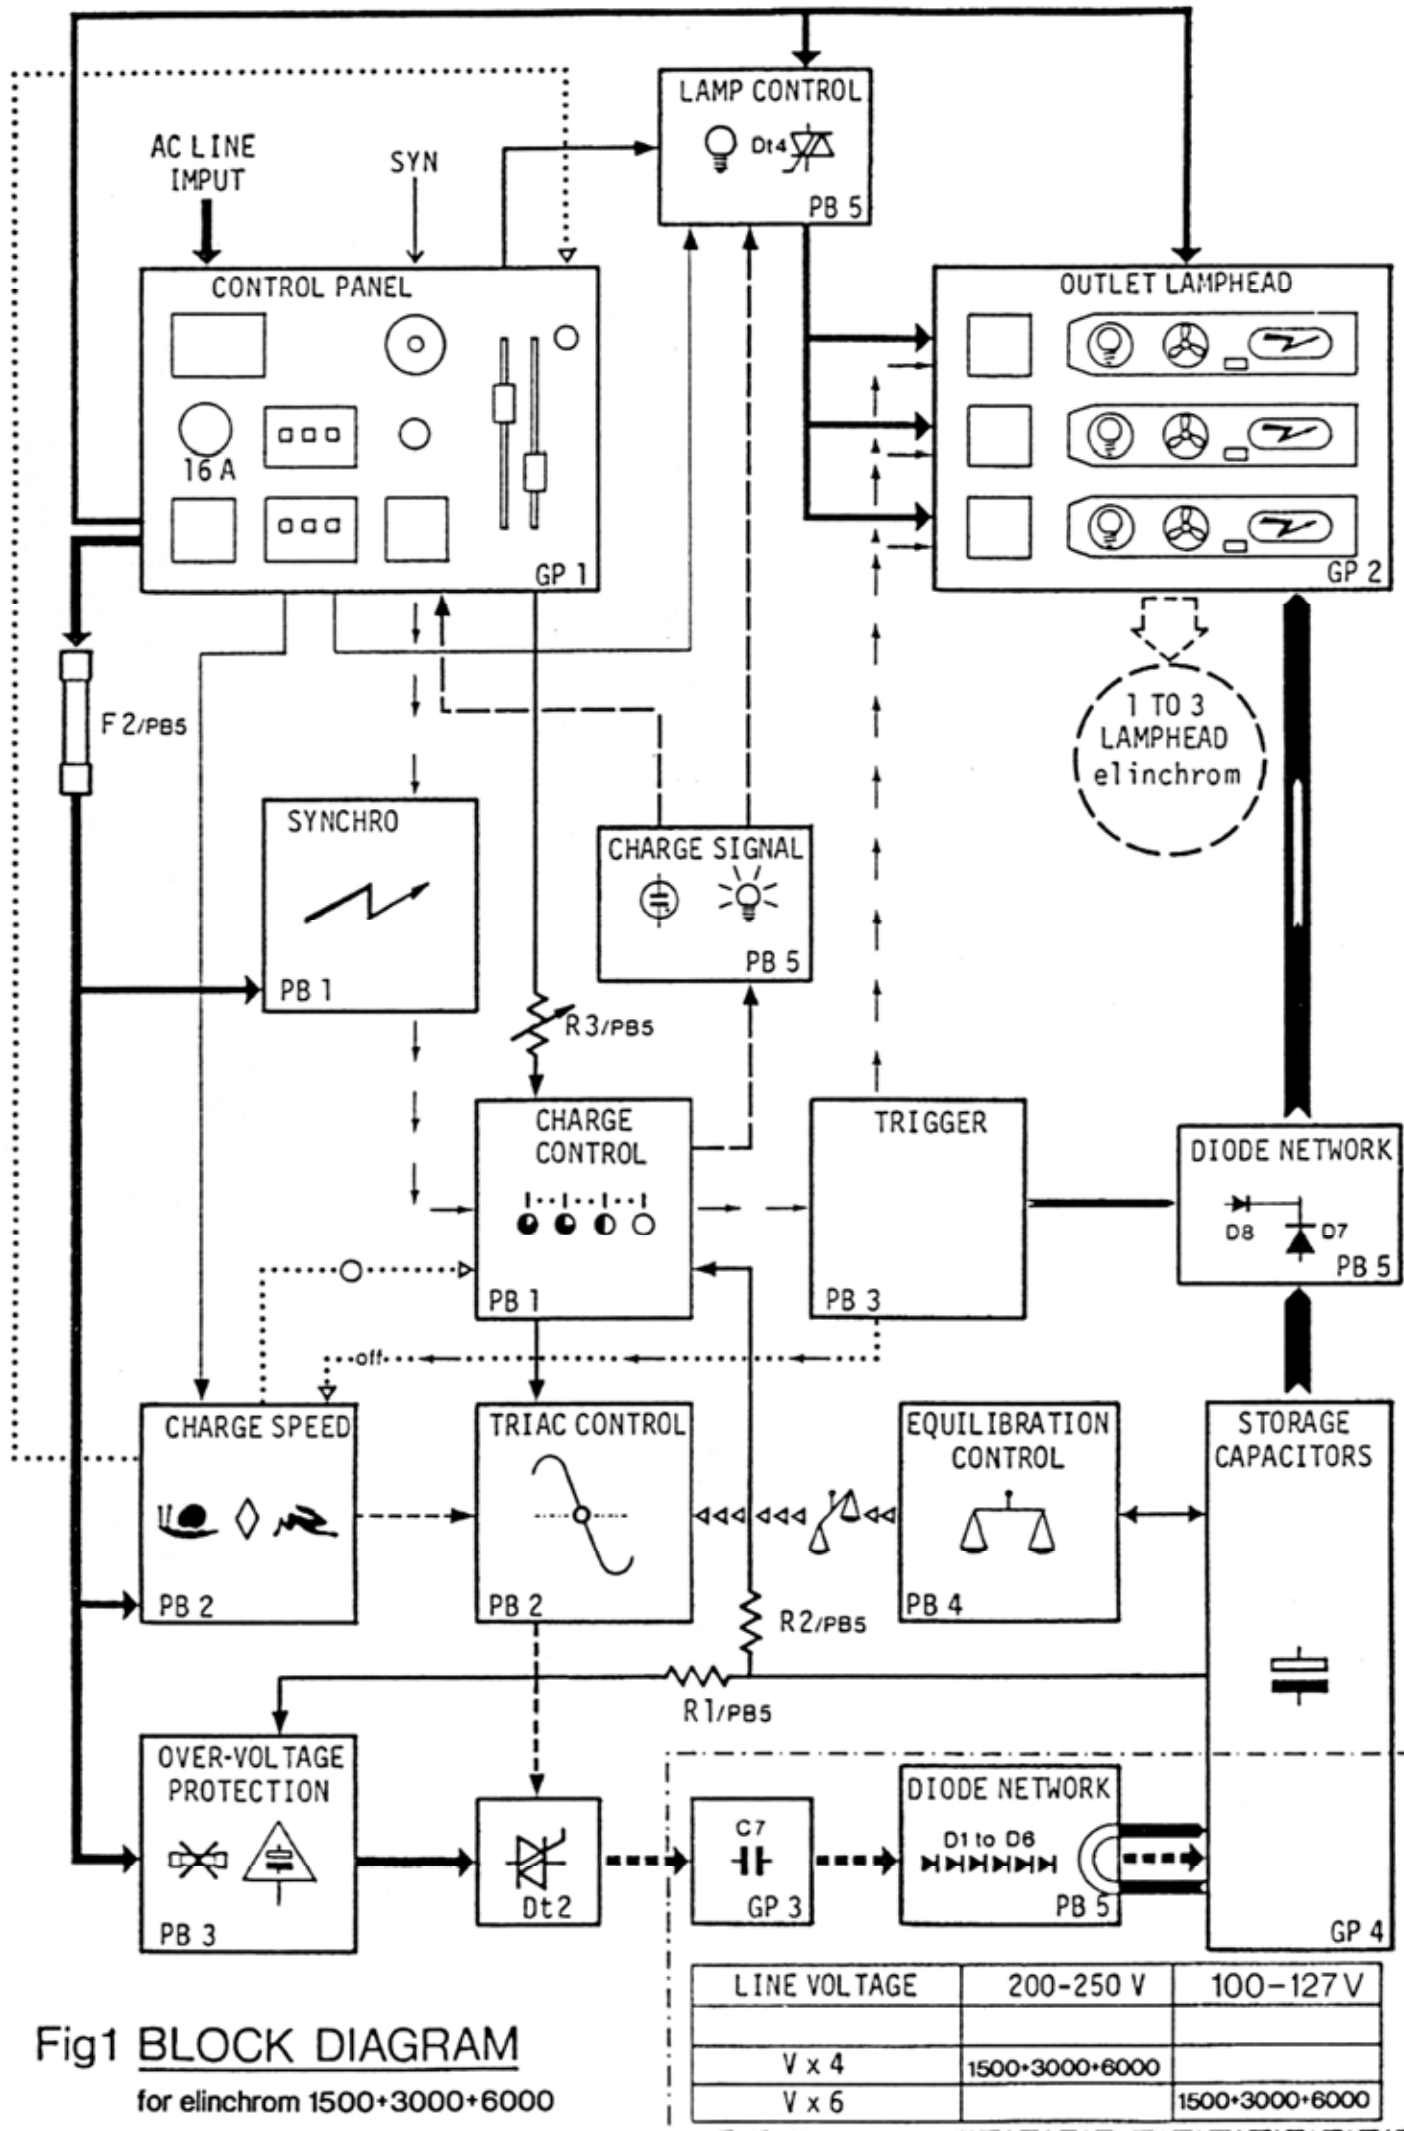 LAMP CONTROL
Dt4
PB 5
AC LINE
IMPUT
SYN
CONTROL PANEL
16 A
GP 1
OUTLET LAMPHEAD
GP 2
F2/PB5
1 TO 3
LAMPHEAD
elinchrom
SYNCHRO
PB 1
CHARGE SIGNAL
PB 5
R3/PB5
CHARGE
CONTROL
PB 1
TRIGGER
PB 3
DIODE NETWORK
D8
D7
PB 5
off
CHARGE SPEED
PB 2
TRIAC CONTROL
PB 2
EQUILIBRATION
CONTROL
PB 4
STORAGE
CAPACITORS
GP 4
R2/PB5
R1/PB5
OVER-VOLTAGE
PROTECTION
PB 3
Dt2
C7
GP 3
DIODE NETWORK
D1 to D6
PB 5
LINE VOLTAGE 200-250 V 100-127 V
V x 4 1500+3000+6000
V x 6 1500+3000+6000
Fig1 BLOCK DIAGRAM
for elinchrom 1500+3000+6000